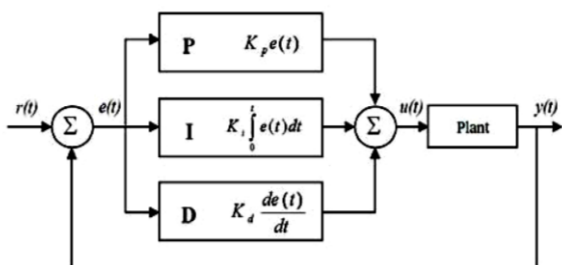 P K_p e(t)
r(t) Σ e(t) I K_i ∫_0^t e(t)dt Σ u(t) Plant y(t)
D K_d de(t)/dt